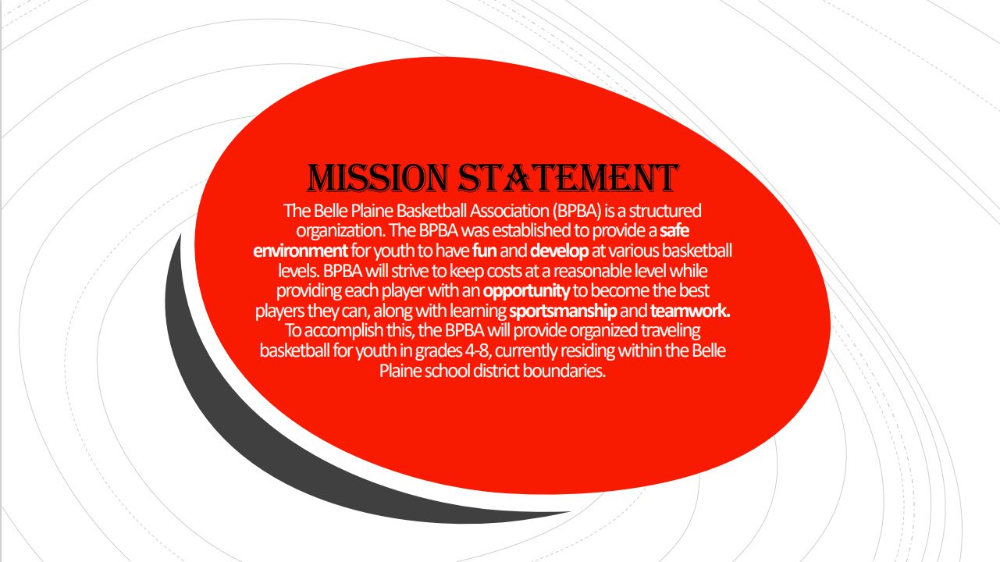 MISSION STATEMENT
The Belle Plaine Basketball Association (BPBA) is a structured
organization. The BPBA was established to provide a safe
environment for youth to have fun and develop at various basketball
levels. BPBA will strive to keep costs at a reasonable level while
providing each player with an opportunity to become the best
players they can, along with learning sportsmanship and teamwork.
To accomplish this, the BPBA will provide organized traveling
basketball for youth in grades 4-8, currently residing within the Belle
Plaine school district boundaries.